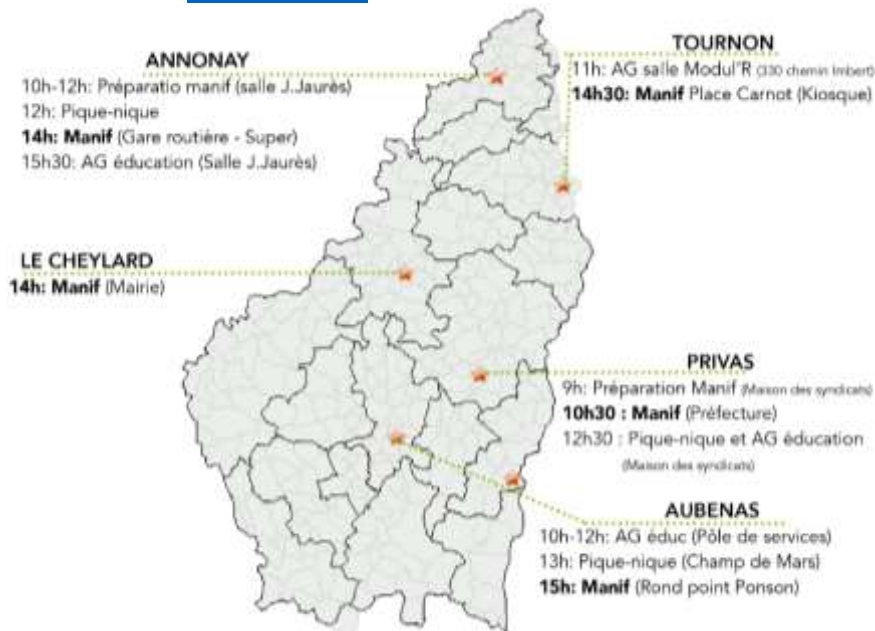 ANNONAY
10h-12h: Préparatio manif (salle J.Jaurès)
12h: Pique-nique
14h: Manif (Gare routière - Super)
15h30: AG éducation (Salle J.Jaurès)
TOURNON
11h: AG salle Modul'R (330 chemin Imbert)
14h30: Manif Place Carnot (Kiosque)
LE CHEYLARD
14h: Manif (Mairie)
PRIVAS
9h: Préparation Manif (Maison des syndicats)
10h30 : Manif (Préfecture)
12h30 : Pique-nique et AG éducation
(Maison des syndicats)
AUBENAS
10h-12h: AG éduc (Pôle de services)
13h: Pique-nique (Champ de Mars)
15h: Manif (Rond point Ponson)